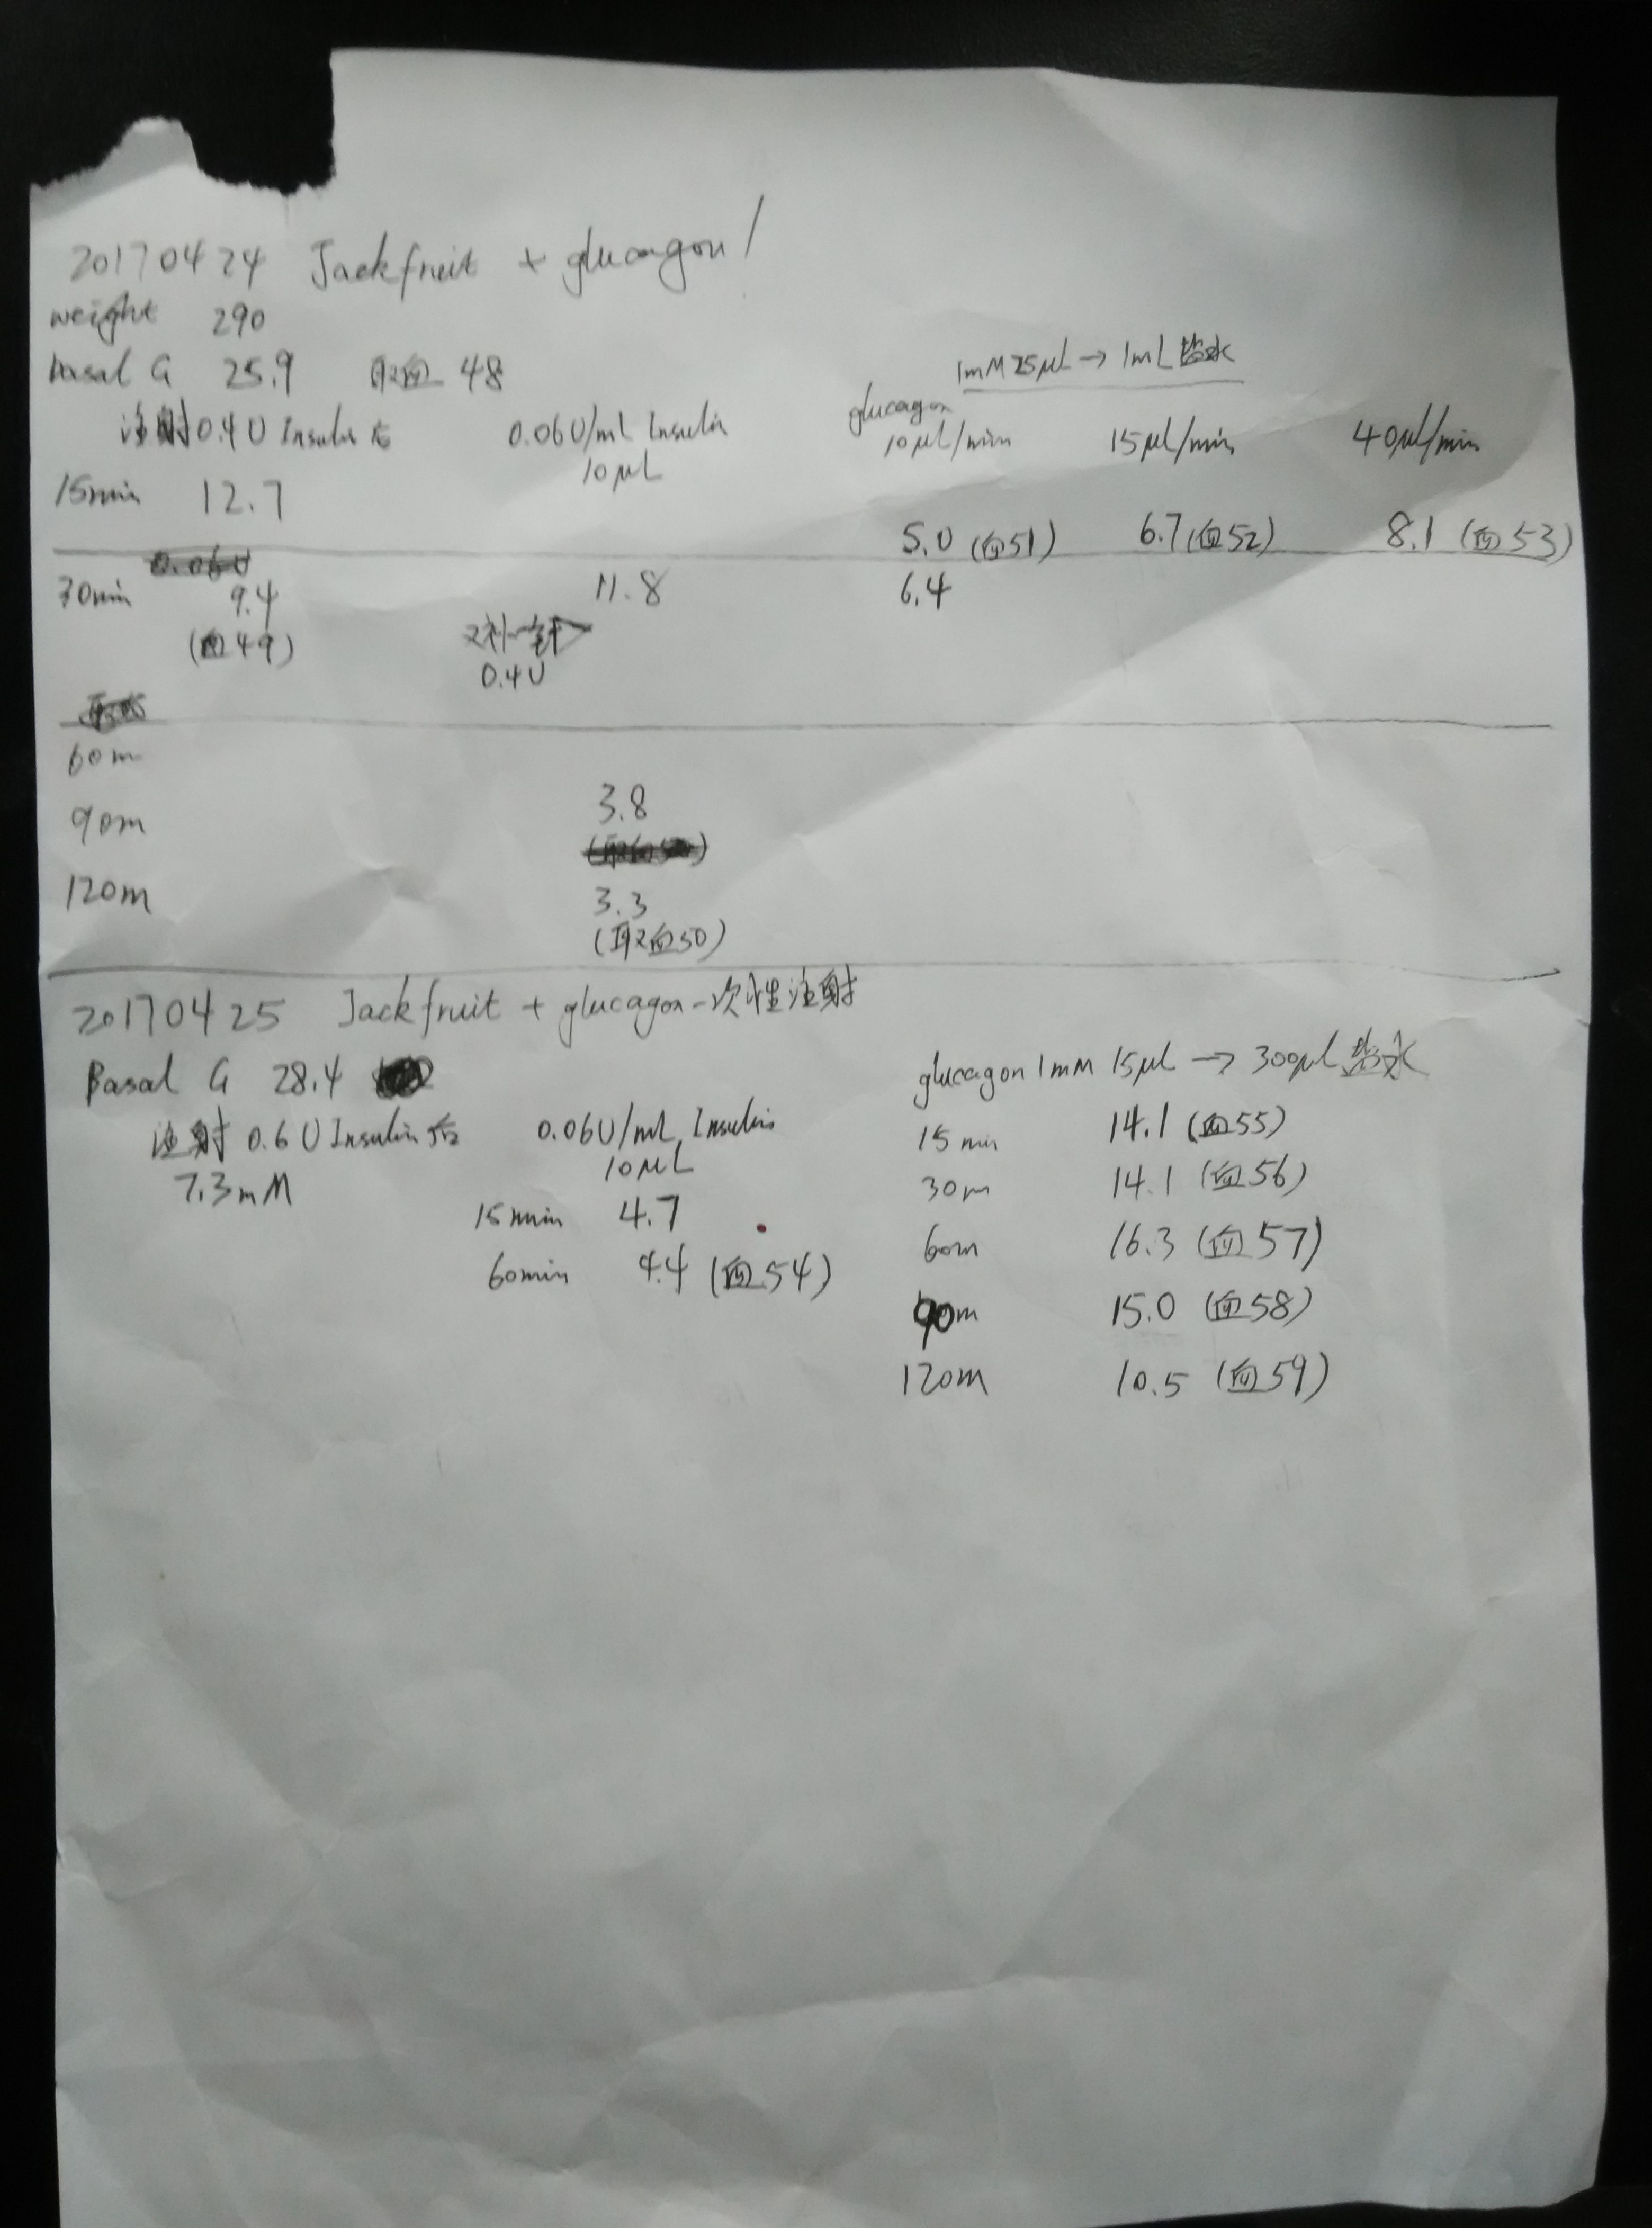 20170424 Jackfruit + glucagon /
weight 290
Basal G 25.9 取血 48
1mM 25μL → 1mL 盐水
注射0.4U Insulin后 0.06U/mL Insulin glucagon
10μL 10μl/min 15μl/min 40μl/min
15min 12.7
5.0 (血51) 6.7 (血52) 8.1 (血53)
30min 9.4 11.8 6.4
(血49) 又补一针
0.4U
60m
90m 3.8
120m 3.3
(取血50)
20170425 Jackfruit + glucagon 一次性注射
Basal G 28.4 glucagon 1mM 15μl → 300μl 盐水
注射 0.6U Insulin后 0.06U/mL Insulin 15min 14.1 (血55)
7.3mM 10μL 30m 14.1 (血56)
15min 4.7 60m 16.3 (血57)
60min 4.4 (血54) 90m 15.0 (血58)
120m 10.5 (血59)